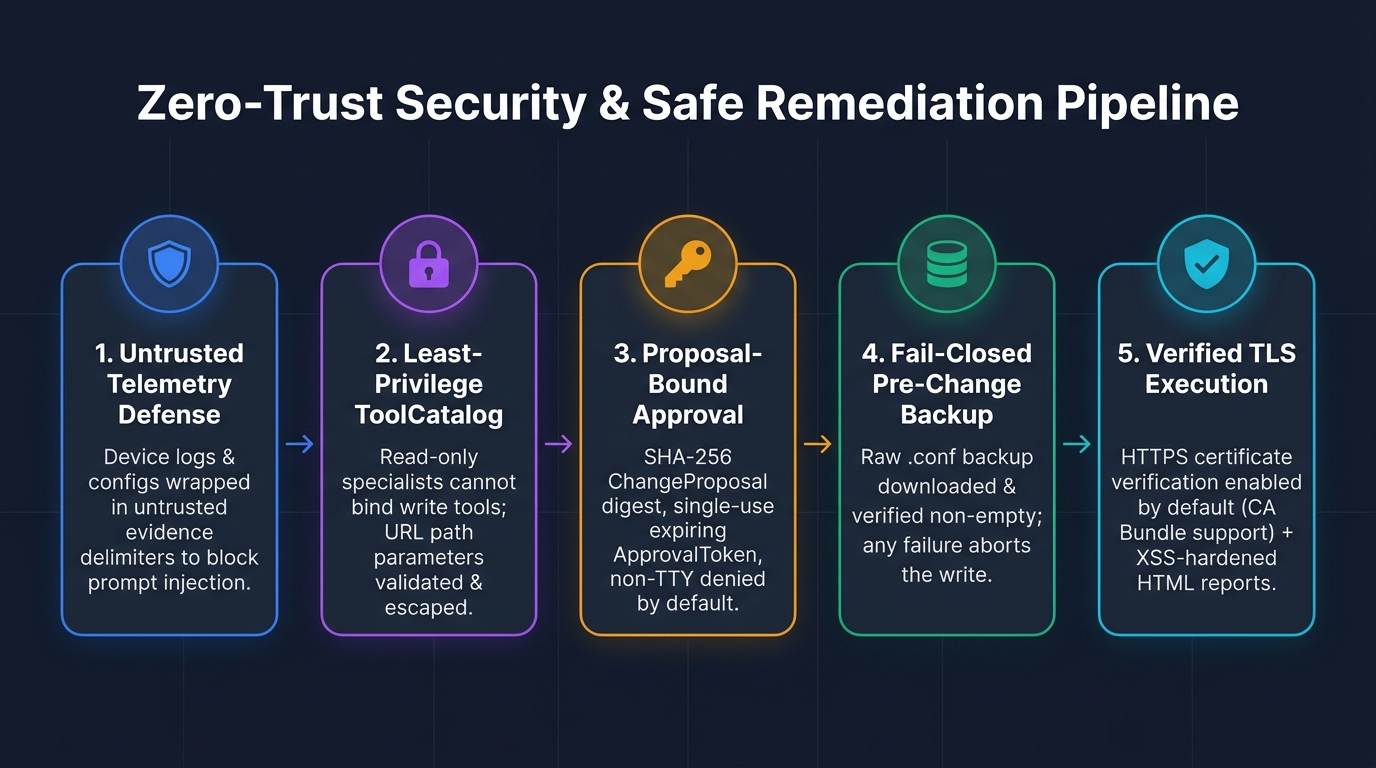 Zero-Trust Security & Safe Remediation Pipeline
1. Untrusted
Telemetry
Defense
Device logs &
configs wrapped
in untrusted
evidence
delimiters to block
prompt injection.
2. Least-
Privilege
ToolCatalog
Read-only
specialists cannot
bind write tools;
URL path
parameters
validated &
escaped.
3. Proposal-
Bound
Approval
SHA-256
ChangeProposal
digest, single-use
expiring
ApprovalToken,
non-TTY denied
by default.
4. Fail-Closed
Pre-Change
Backup
Raw .conf backup
downloaded &
verified non-empty;
any failure aborts
the write.
5. Verified TLS
Execution
HTTPS certificate
verification enabled
by default (CA
Bundle support) +
XSS-hardened
HTML reports.